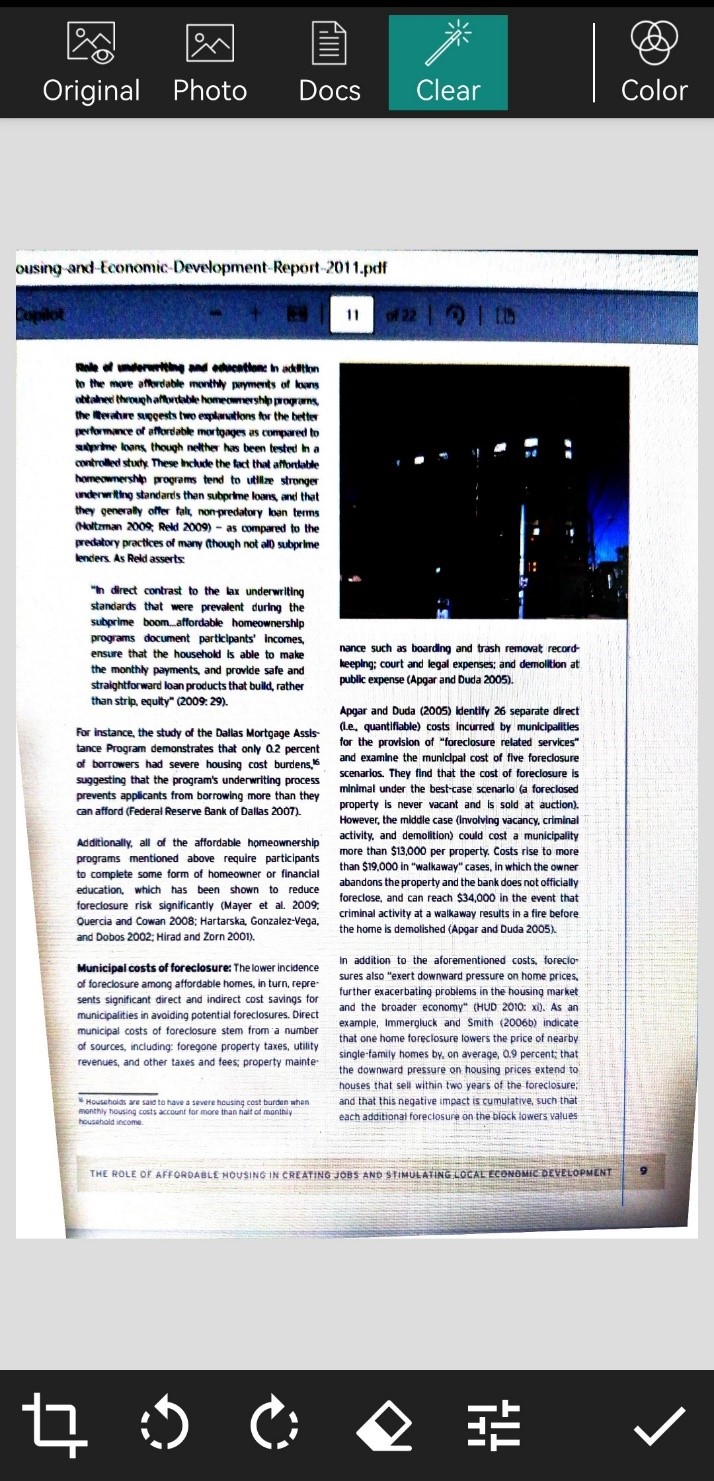 Original Photo Docs Clear Color
ousing-and-Economic-Development-Report-2011.pdf
Copilot
11 of 22
Role of underwriting and education: In addition
to the more affordable monthly payments of loans
obtained through affordable homeownership programs,
the literature suggests two explanations for the better
performance of affordable mortgages as compared to
subprime loans, though neither has been tested in a
controlled study. These include the fact that affordable
homeownership programs tend to utilize stronger
underwriting standards than subprime loans, and that
they generally offer fair, non-predatory loan terms
(Holtzman 2009; Reid 2009) – as compared to the
predatory practices of many (though not all) subprime
lenders. As Reid asserts:
"In direct contrast to the lax underwriting
standards that were prevalent during the
subprime boom...affordable homeownership
programs document participants' incomes,
ensure that the household is able to make
the monthly payments, and provide safe and
straightforward loan products that build, rather
than strip, equity" (2009: 29).
For instance, the study of the Dallas Mortgage Assis-
tance Program demonstrates that only 0.2 percent
of borrowers had severe housing cost burdens,16
suggesting that the program's underwriting process
prevents applicants from borrowing more than they
can afford (Federal Reserve Bank of Dallas 2007).
Additionally, all of the affordable homeownership
programs mentioned above require participants
to complete some form of homeowner or financial
education, which has been shown to reduce
foreclosure risk significantly (Mayer et al. 2009;
Quercia and Cowan 2008; Hartarska, Gonzalez-Vega,
and Dobos 2002; Hirad and Zorn 2001).
Municipal costs of foreclosure: The lower incidence
of foreclosure among affordable homes, in turn, repre-
sents significant direct and indirect cost savings for
municipalities in avoiding potential foreclosures. Direct
municipal costs of foreclosure stem from a number
of sources, including: foregone property taxes, utility
revenues, and other taxes and fees; property mainte-
16 Households are said to have a severe housing cost burden when
monthly housing costs account for more than half of monthly
household income.
nance such as boarding and trash removal; record-
keeping; court and legal expenses; and demolition at
public expense (Apgar and Duda 2005).
Apgar and Duda (2005) identify 26 separate direct
(i.e., quantifiable) costs incurred by municipalities
for the provision of "foreclosure related services"
and examine the municipal cost of five foreclosure
scenarios. They find that the cost of foreclosure is
minimal under the best-case scenario (a foreclosed
property is never vacant and is sold at auction).
However, the middle case (involving vacancy, criminal
activity, and demolition) could cost a municipality
more than $13,000 per property. Costs rise to more
than $19,000 in "walkaway" cases, in which the owner
abandons the property and the bank does not officially
foreclose, and can reach $34,000 in the event that
criminal activity at a walkaway results in a fire before
the home is demolished (Apgar and Duda 2005).
In addition to the aforementioned costs, foreclo-
sures also "exert downward pressure on home prices,
further exacerbating problems in the housing market
and the broader economy" (HUD 2010: xi). As an
example, Immergluck and Smith (2006b) indicate
that one home foreclosure lowers the price of nearby
single-family homes by, on average, 0.9 percent; that
the downward pressure on housing prices extend to
houses that sell within two years of the foreclosure;
and that this negative impact is cumulative, such that
each additional foreclosure on the block lowers values
THE ROLE OF AFFORDABLE HOUSING IN CREATING JOBS AND STIMULATING LOCAL ECONOMIC DEVELOPMENT 9